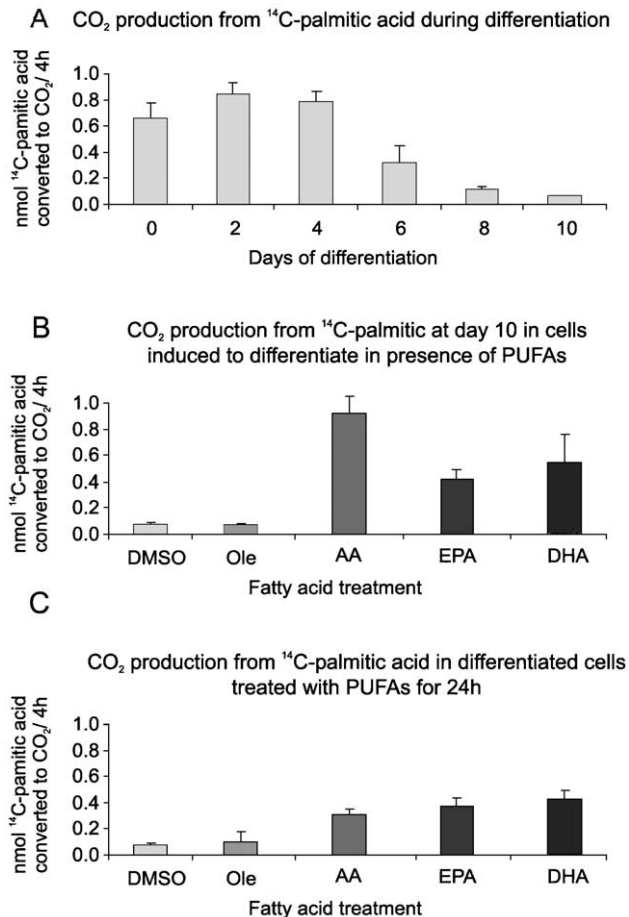 A
CO₂ production from ¹⁴C-palmitic acid during differentiation
nmol ¹⁴C-pamitic acid
converted to CO₂/ 4h
1.0
0.8
0.6
0.4
0.2
0.0
0 2 4 6 8 10
Days of differentiation
B
CO₂ production from ¹⁴C-palmitic at day 10 in cells
induced to differentiate in presence of PUFAs
nmol ¹⁴C-pamitic acid
converted to CO₂/ 4h
1.0
0.8
0.6
0.4
0.2
0.0
DMSO Ole AA EPA DHA
Fatty acid treatment
C
CO₂ production from ¹⁴C-palmitic acid in differentiated cells
treated with PUFAs for 24h
nmol ¹⁴C-pamitic acid
converted to CO₂/ 4h
1.0
0.8
0.6
0.4
0.2
0.0
DMSO Ole AA EPA DHA
Fatty acid treatment